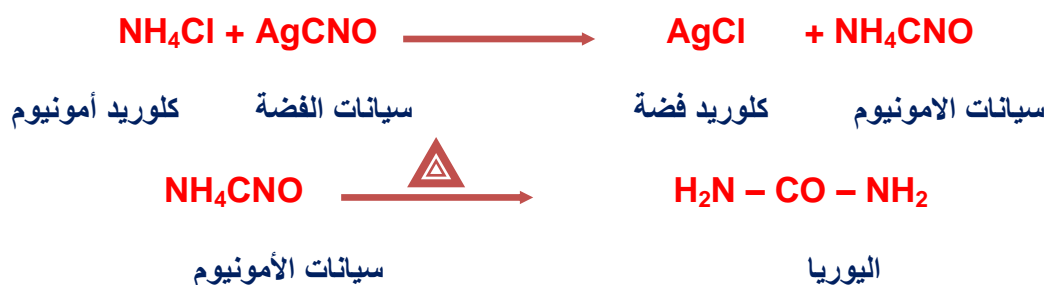 NH₄Cl + AgCNO AgCl + NH₄CNO
كلوريد أمونيوم سيانات الفضة كلوريد فضة سيانات الامونيوم
NH₄CNO H₂N – CO – NH₂
سيانات الأمونيوم اليوريا